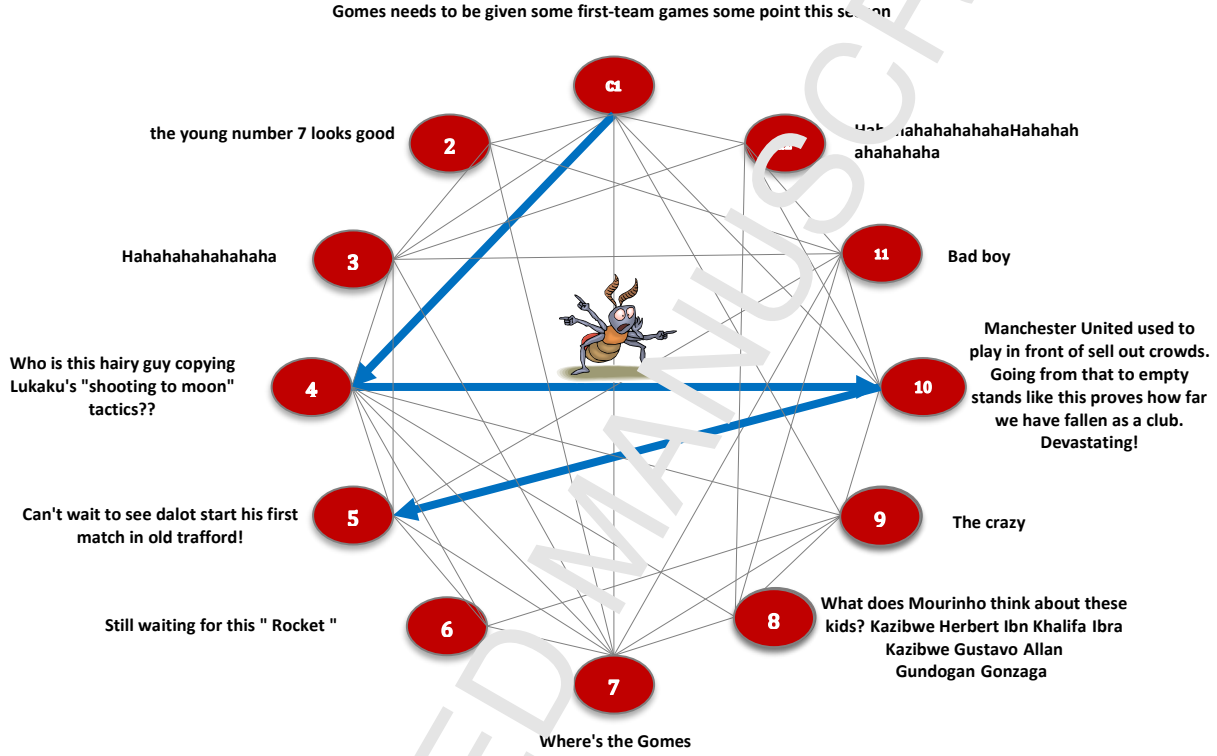 Gomes needs to be given some first-team games some point this season
C1
2
the young number 7 looks good
ahahahaha
3
Hahahahahahahaha
11
Bad boy
4
Who is this hairy guy copying
Lukaku's "shooting to moon"
tactics??
10
Manchester United used to
play in front of sell out crowds.
Going from that to empty
stands like this proves how far
we have fallen as a club.
Devastating!
5
Can't wait to see dalot start his first
match in old trafford!
9
The crazy
6
Still waiting for this " Rocket "
8
What does Mourinho think about these
kids? Kazibwe Herbert Ibn Khalifa Ibra
Kazibwe Gustavo Allan
Gundogan Gonzaga
7
Where's the Gomes